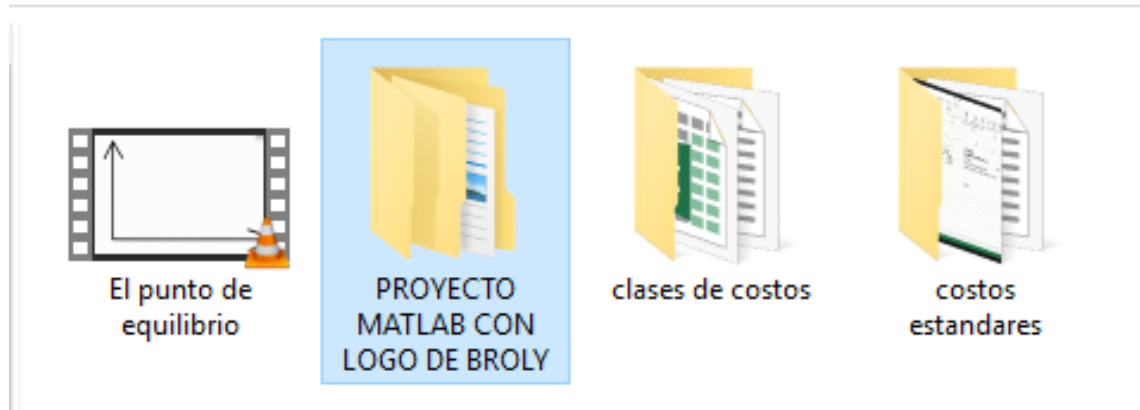 El punto de
equilibrio
PROYECTO
MATLAB CON
LOGO DE BROLY
clases de costos
costos
estandares